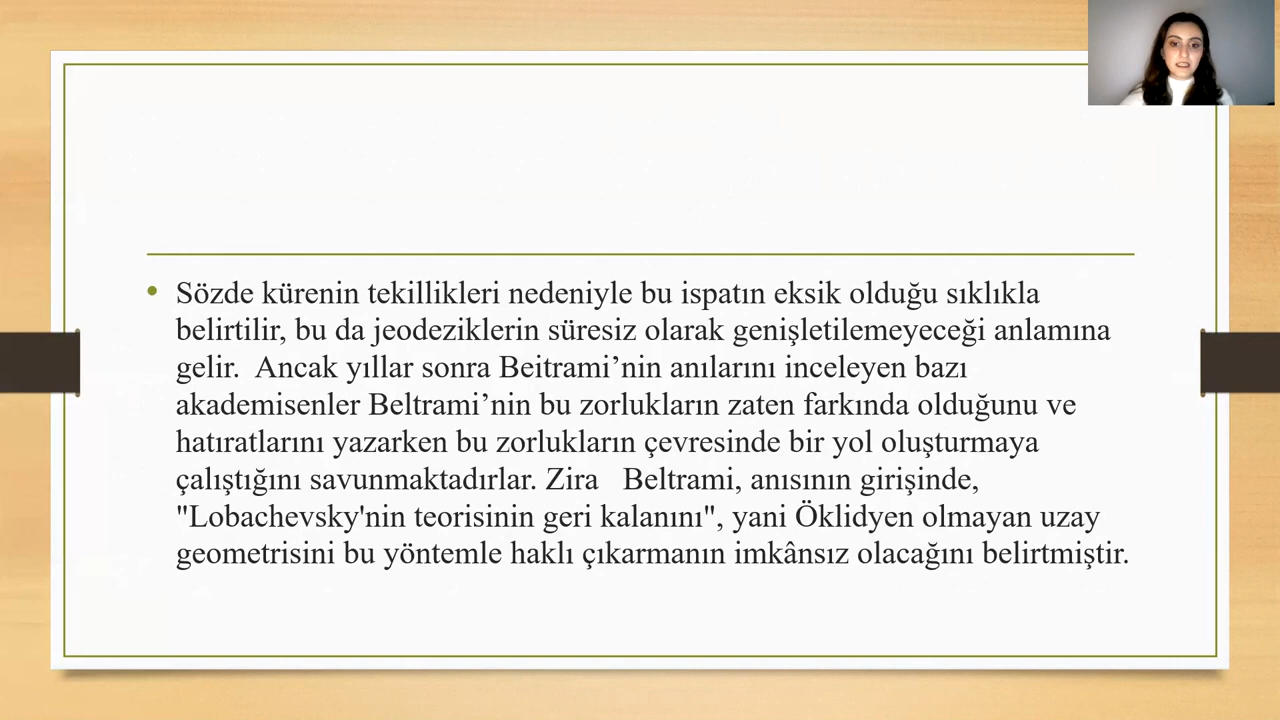 Sözde kürenin tekillikleri nedeniyle bu ispatın eksik olduğu sıklıkla
belirtilir, bu da jeodeziklerin süresiz olarak genişletilemeyeceği anlamına
gelir.  Ancak yıllar sonra Beitrami’nin anılarını inceleyen bazı
akademisenler Beltrami’nin bu zorlukların zaten farkında olduğunu ve
hatıratlarını yazarken bu zorlukların çevresinde bir yol oluşturmaya
çalıştığını savunmaktadırlar. Zira   Beltrami, anısının girişinde,
"Lobachevsky'nin teorisinin geri kalanını", yani Öklidyen olmayan uzay
geometrisini bu yöntemle haklı çıkarmanın imkânsız olacağını belirtmiştir.